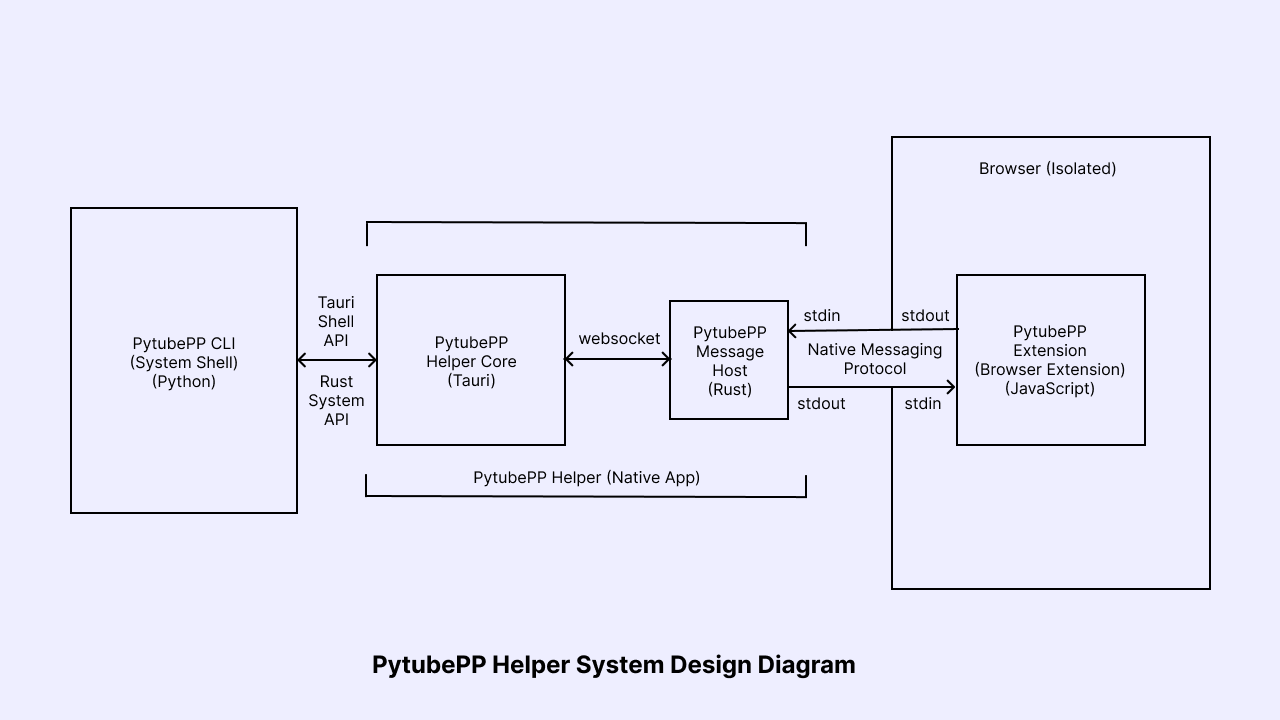 Browser (Isolated)
PytubePP CLI
(System Shell)
(Python)
Tauri
Shell
API
Rust
System
API
PytubePP
Helper Core
(Tauri)
websocket
PytubePP
Message
Host
(Rust)
stdin
stdout
Native Messaging
Protocol
stdout
stdin
PytubePP
Extension
(Browser Extension)
(JavaScript)
PytubePP Helper (Native App)
PytubePP Helper System Design Diagram